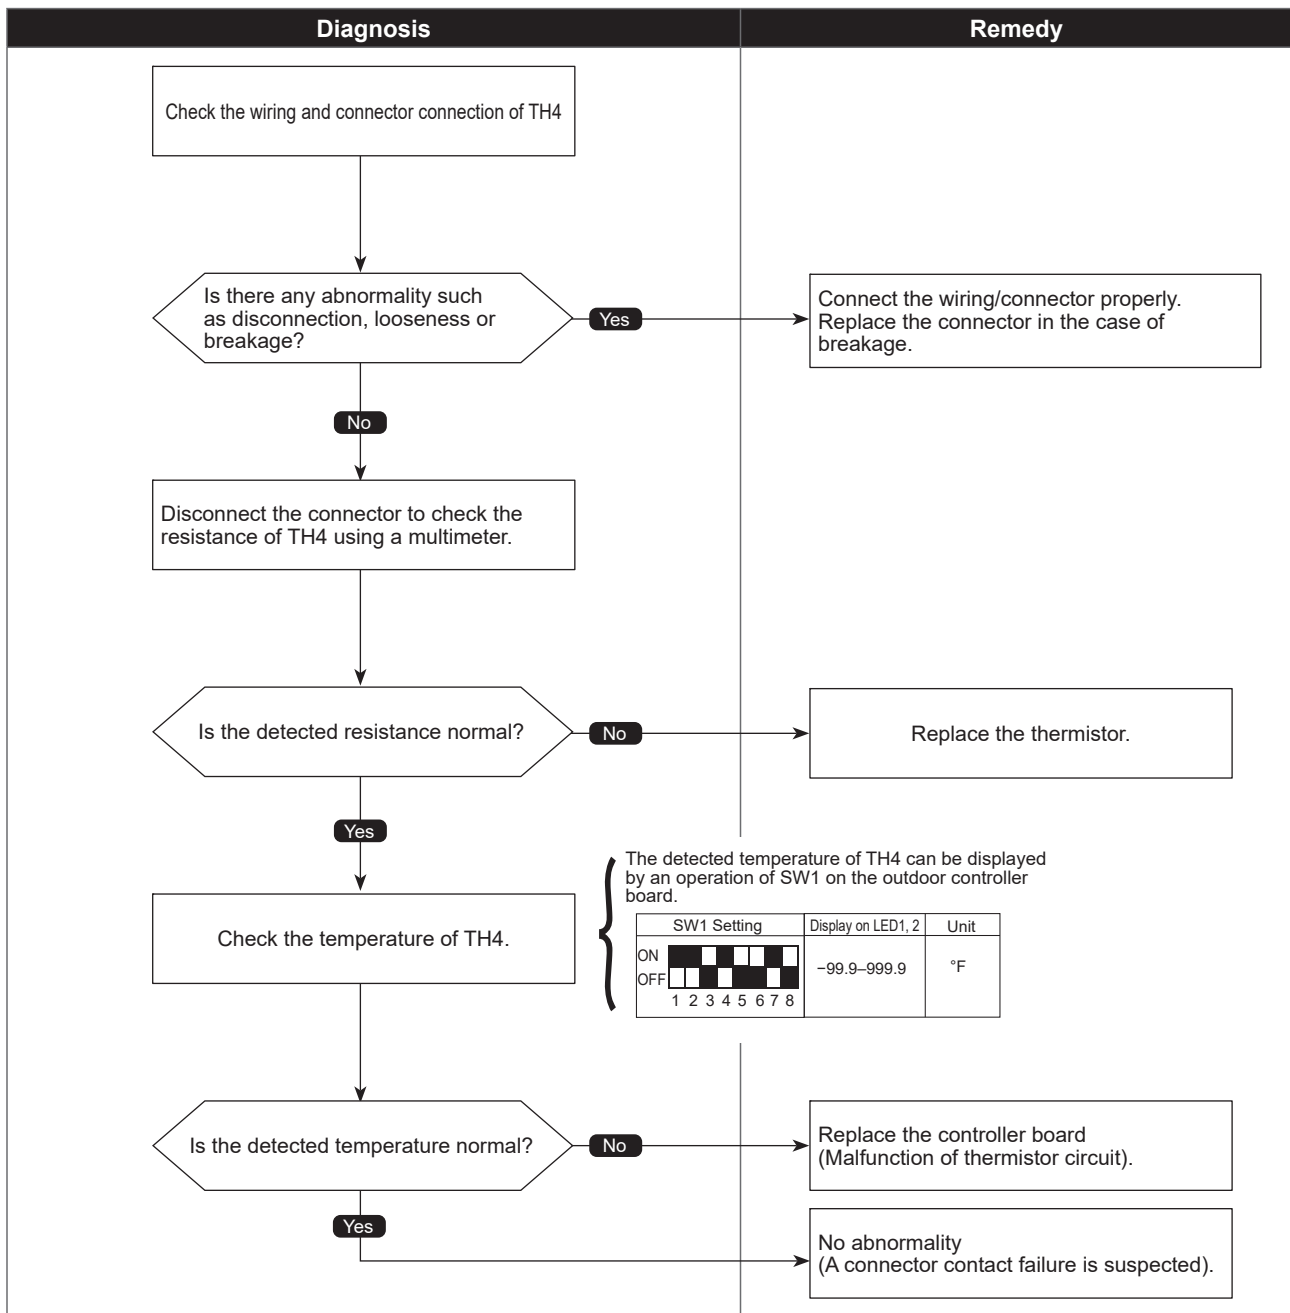 Diagnosis
Remedy
Check the wiring and connector connection of TH4
Is there any abnormality such
as disconnection, looseness or
breakage?
Yes
Connect the wiring/connector properly.
Replace the connector in the case of
breakage.
No
Disconnect the connector to check the
resistance of TH4 using a multimeter.
Is the detected resistance normal?
No
Replace the thermistor.
Yes
The detected temperature of TH4 can be displayed
by an operation of SW1 on the outdoor controller
board.
Check the temperature of TH4.
SW1 Setting
Display on LED1, 2
Unit
ON
OFF
1 2 3 4 5 6 7 8
−99.9–999.9
°F
Is the detected temperature normal?
No
Replace the controller board
(Malfunction of thermistor circuit).
Yes
No abnormality
(A connector contact failure is suspected).